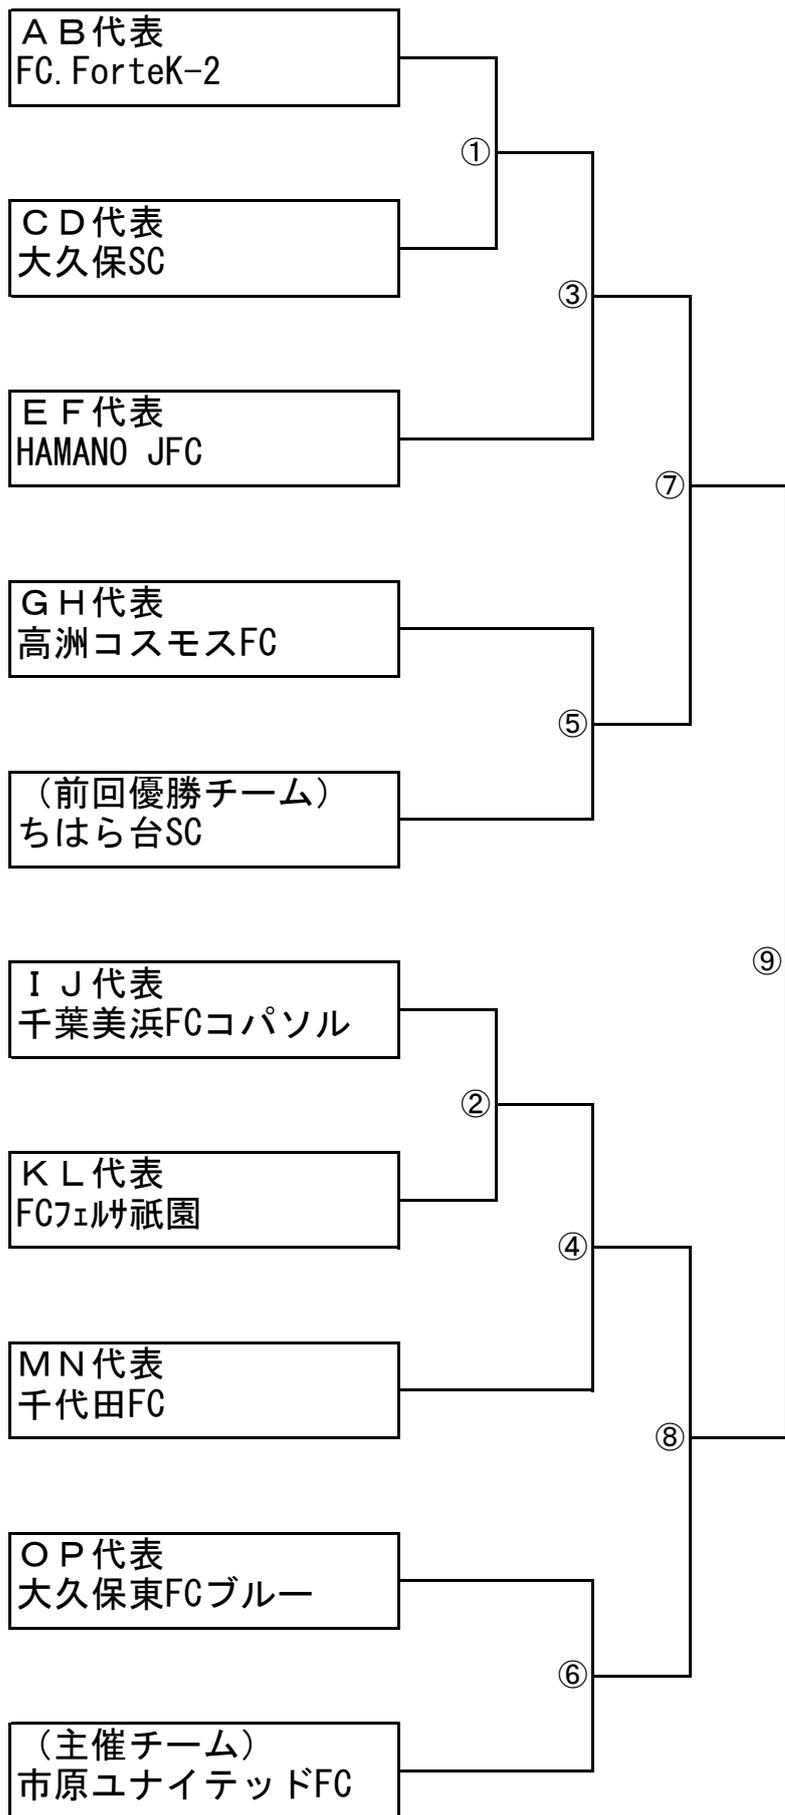 ＡＢ代表
FC.ForteK-2
①
ＣＤ代表
大久保SC
③
ＥＦ代表
HAMANO JFC
⑦
ＧＨ代表
高洲コスモスFC
⑤
（前回優勝チーム）
ちはら台SC
⑨
ＩＪ代表
千葉美浜FCコパソル
②
ＫＬ代表
FCﾌｪﾙｻ祇園
④
ＭＮ代表
千代田FC
⑧
ＯＰ代表
大久保東FCブルー
⑥
（主催チーム）
市原ユナイテッドFC